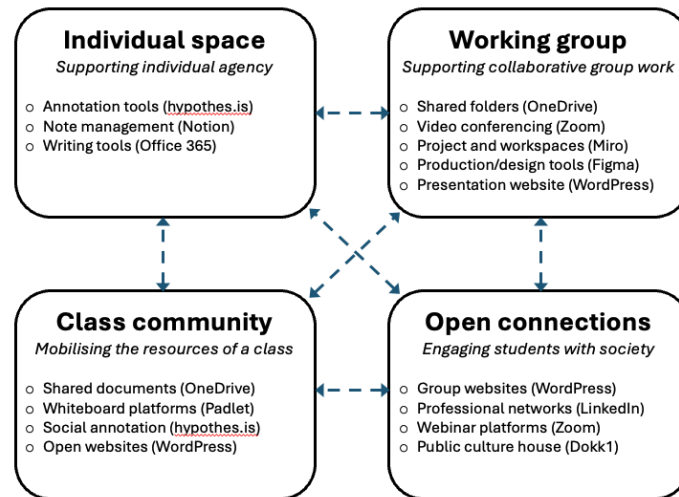 Individual space
Supporting individual agency
o Annotation tools (hypothes.is)
o Note management (Notion)
o Writing tools (Office 365)
Working group
Supporting collaborative group work
o Shared folders (OneDrive)
o Video conferencing (Zoom)
o Project and workspaces (Miro)
o Production/design tools (Figma)
o Presentation website (WordPress)
Class community
Mobilising the resources of a class
o Shared documents (OneDrive)
o Whiteboard platforms (Padlet)
o Social annotation (hypothes.is)
o Open websites (WordPress)
Open connections
Engaging students with society
o Group websites (WordPress)
o Professional networks (LinkedIn)
o Webinar platforms (Zoom)
o Public culture house (Dokk1)